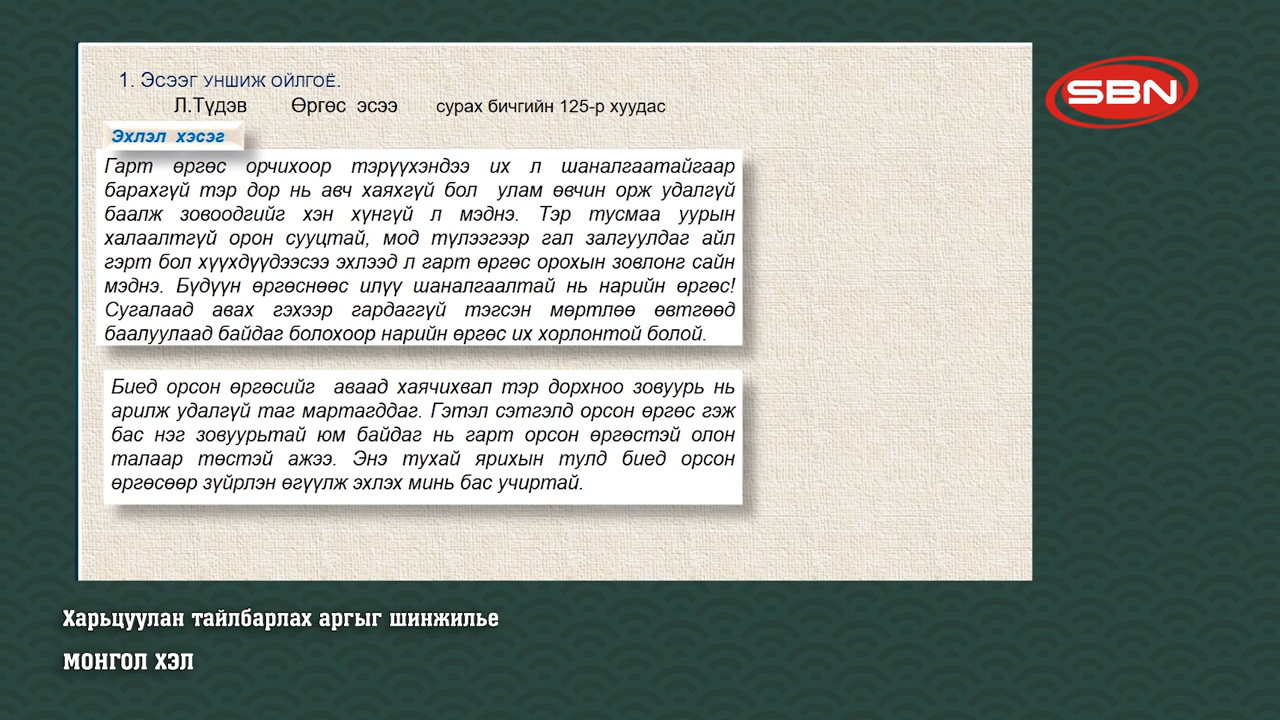 1. Эсээг уншиж ойлгоё.
Л.Түдэв Өргөс эсээ сурах бичгийн 125-р хуудас
Эхлэл хэсэг
Гарт өргөс орчихоор тэрүүхэндээ их л шаналгаатайгаар
барахгүй тэр дор нь авч хаяхгүй бол улам өвчин орж удалгүй
баалж зовоодгийг хэн хүнгүй л мэднэ. Тэр тусмаа уурын
халаалтгүй орон сууцтай, мод түлээгээр гал залгуулдаг айл
гэрт бол хүүхдүүдээсээ эхлээд л гарт өргөс орохын зовлонг сайн
мэднэ. Бүдүүн өргөснөөс илүү шаналгаалтай нь нарийн өргөс!
Сугалаад авах гэхээр гардаггүй тэгсэн мөртлөө өвтгөөд
баалуулаад байдаг болохоор нарийн өргөс их хорлонтой болой.
Биед орсон өргөсийг аваад хаячихвал тэр дорхноо зовуурь нь
арилж удалгүй таг мартагддаг. Гэтэл сэтгэлд орсон өргөс гэж
бас нэг зовуурьтай юм байдаг нь гарт орсон өргөстэй олон
талаар төстэй ажээ. Энэ тухай ярихын тулд биед орсон
өргөсөөр зүйрлэн өгүүлж эхлэх минь бас учиртай.
SBN
Харьцуулан тайлбарлах аргыг шинжилье
МОНГОЛ ХЭЛ